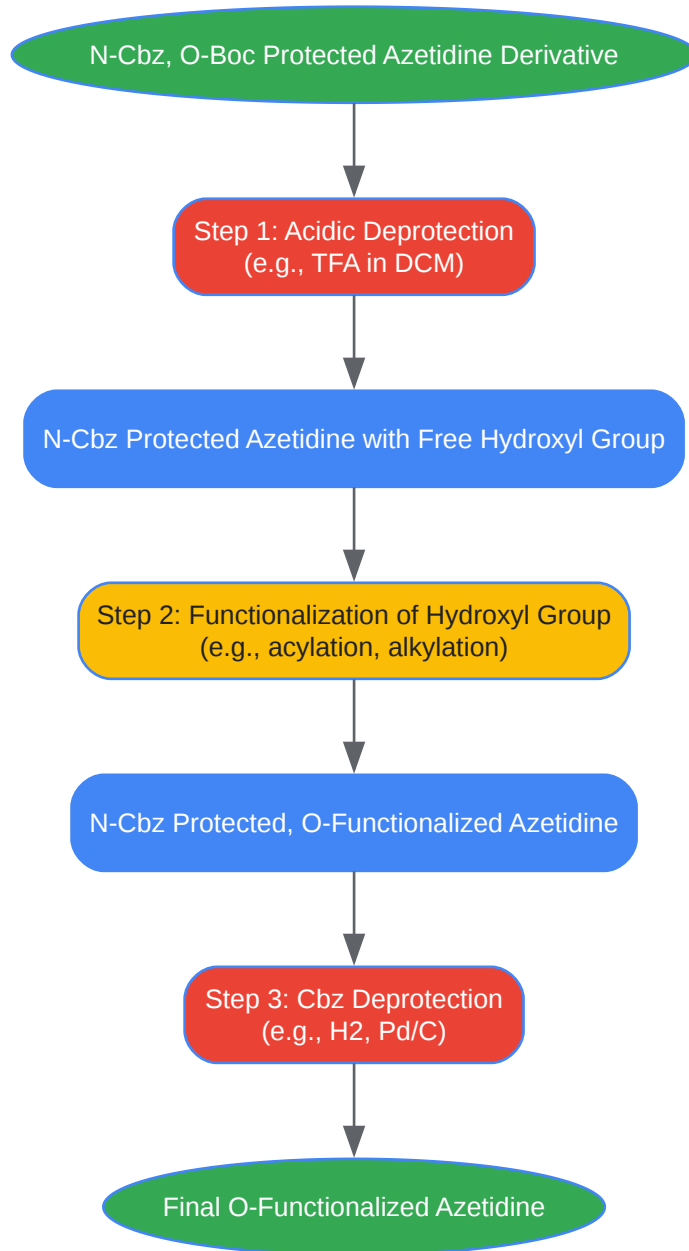 N-Cbz, O-Boc Protected Azetidine Derivative
Step 1: Acidic Deprotection
(e.g., TFA in DCM)
N-Cbz Protected Azetidine with Free Hydroxyl Group
Step 2: Functionalization of Hydroxyl Group
(e.g., acylation, alkylation)
N-Cbz Protected, O-Functionalized Azetidine
Step 3: Cbz Deprotection
(e.g., H2, Pd/C)
Final O-Functionalized Azetidine